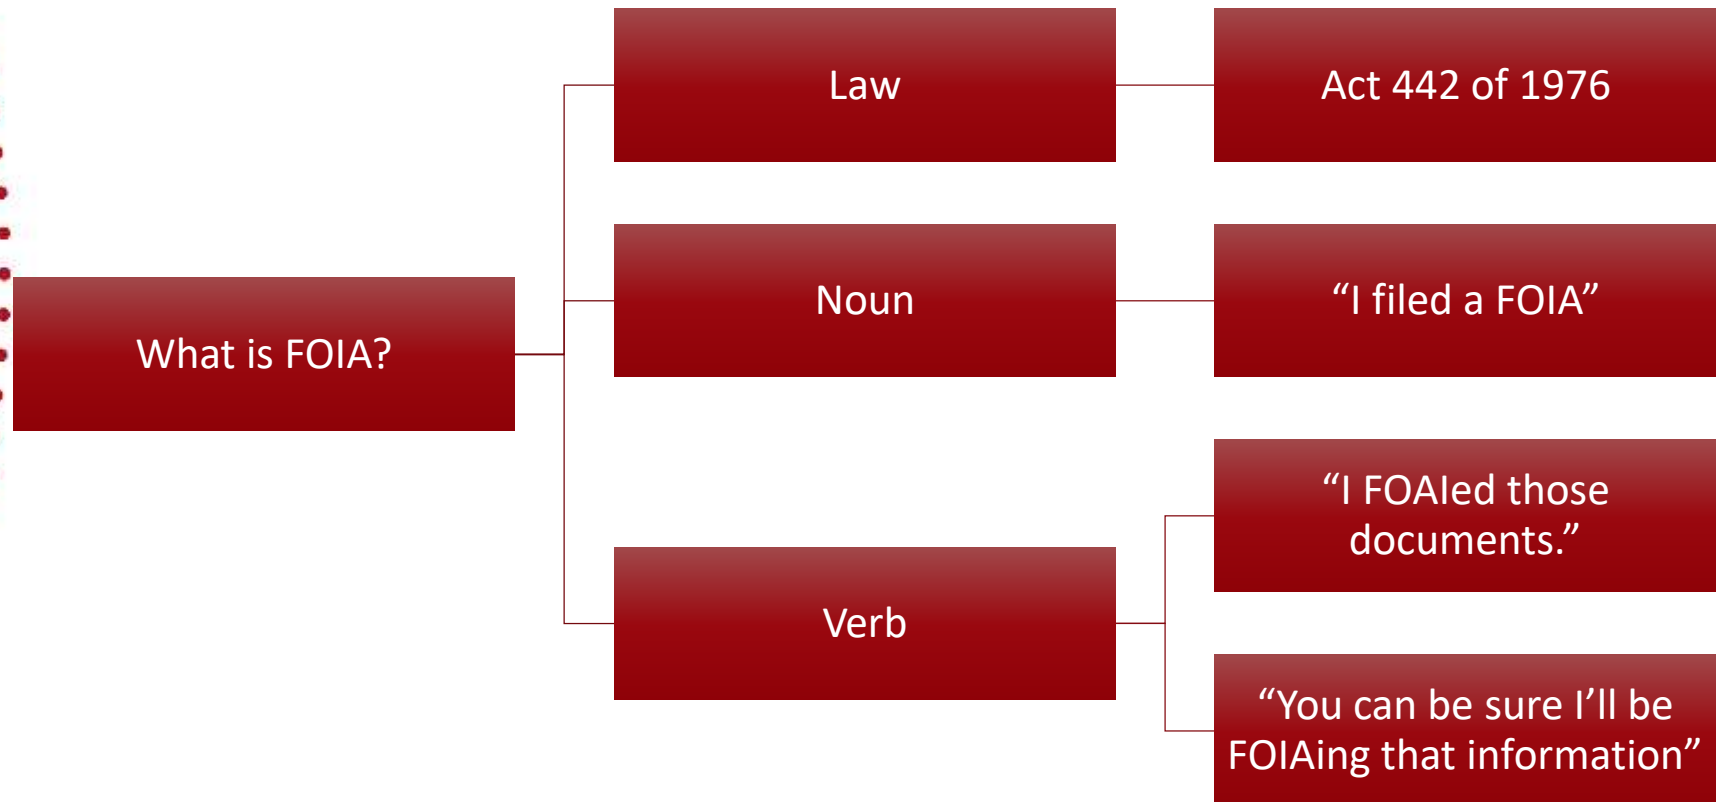 What is FOIA?
Law
Act 442 of 1976
Noun
“I filed a FOIA”
Verb
“I FOAIed those
documents.”
“You can be sure I’ll be
FOIAing that information”